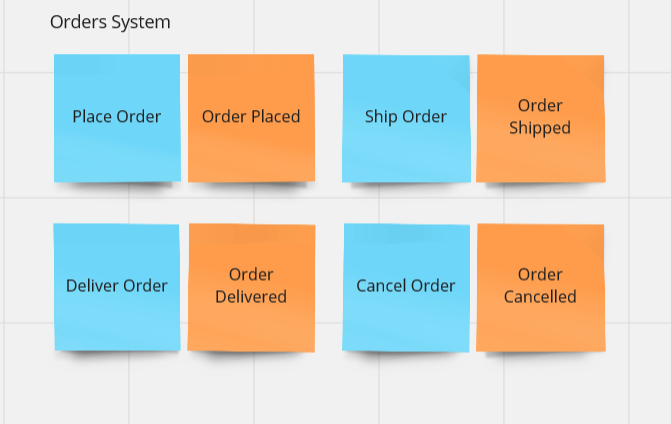 Orders System
Place Order
Order Placed
Ship Order
Order
Shipped
Deliver Order
Order
Delivered
Cancel Order
Order
Cancelled